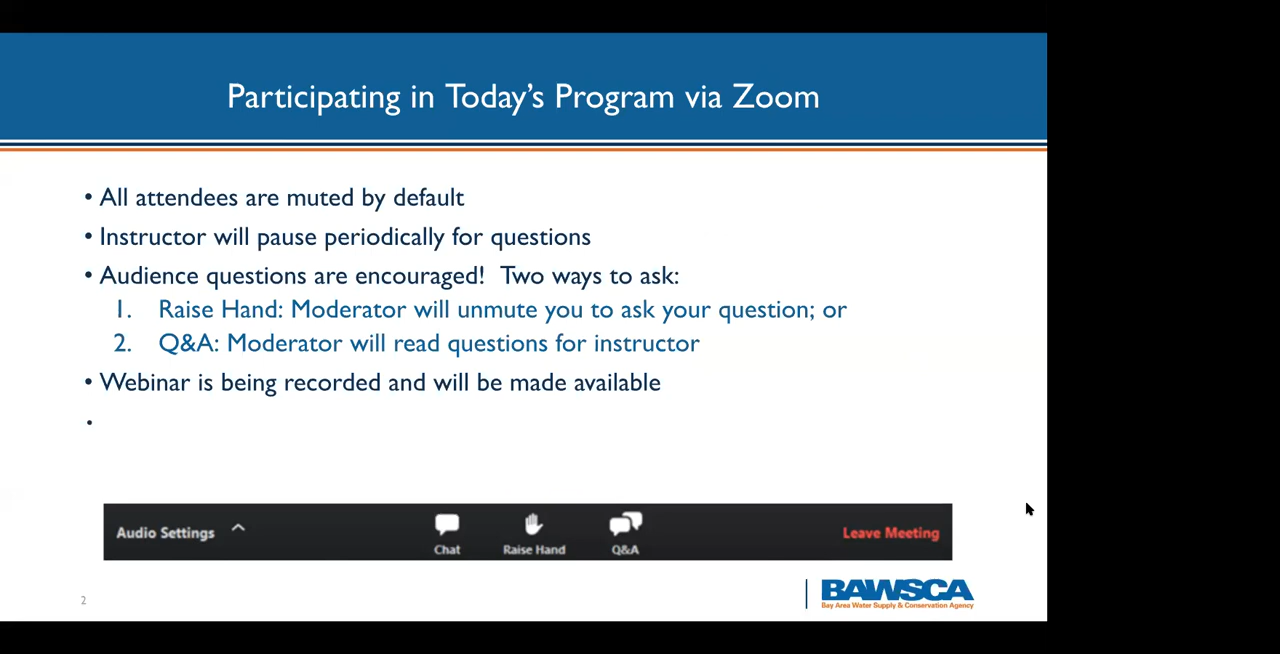 Participating in Today's Program via Zoom
• All attendees are muted by default
• Instructor will pause periodically for questions
• Audience questions are encouraged!  Two ways to ask:
1. Raise Hand: Moderator will unmute you to ask your question; or
2. Q&A: Moderator will read questions for instructor
• Webinar is being recorded and will be made available
•
Audio Settings
Chat
Raise Hand
Q&A
Leave Meeting
2
BAWSCA
Bay Area Water Supply & Conservation Agency